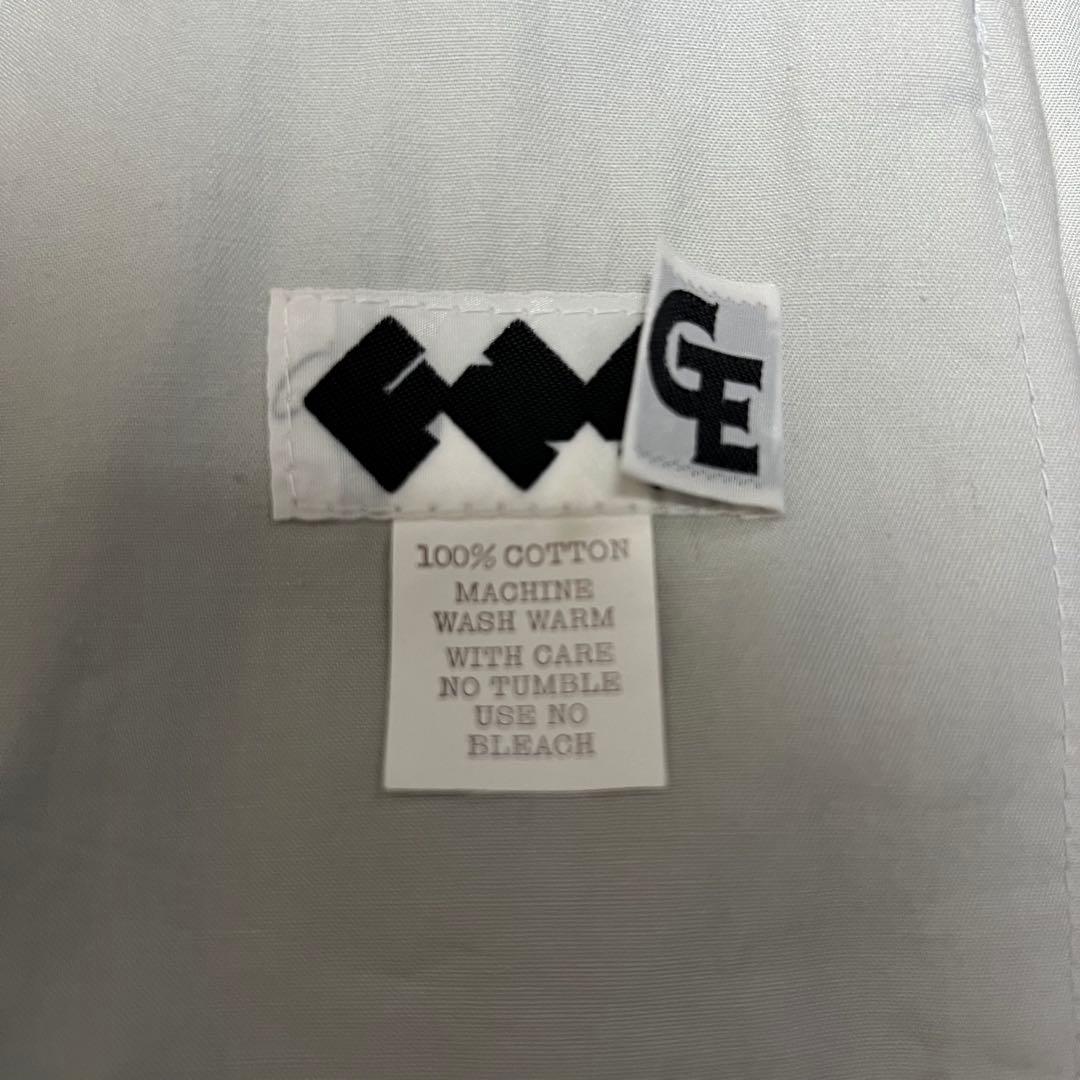 GE
100% COTTON
MACHINE
WASH WARM
WITH CARE
NO TUMBLE
USE NO
BLEACH